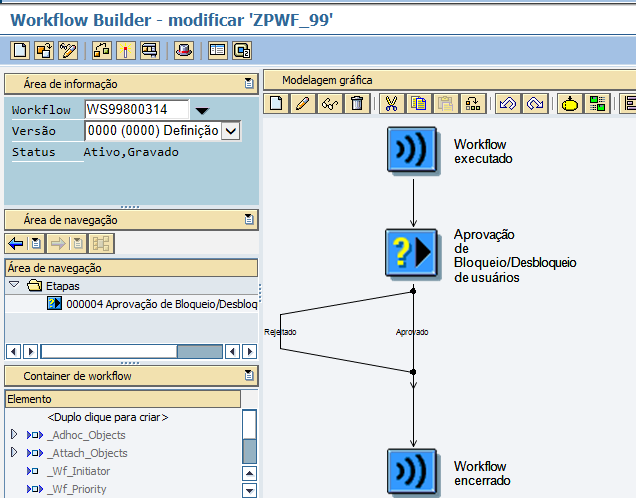 Workflow Builder - modificar 'ZPWF_99'
Área de informação
Workflow WS99800314
Versão 0000 (0000) Definição
Status Ativo,Gravado
Área de navegação
Área de navegação
Etapas
000004 Aprovação de Bloqueio/Desbloq
Container de workflow
Elemento
<Duplo clique para criar>
_Adhoc_Objects
_Attach_Objects
_Wf_Initiator
_Wf_Priority
Modelagem gráfica
Workflow
executado
Aprovação
de
Bloqueio/Desbloqueio
de usuários
Rejeitado
Aprovado
Workflow
encerrado